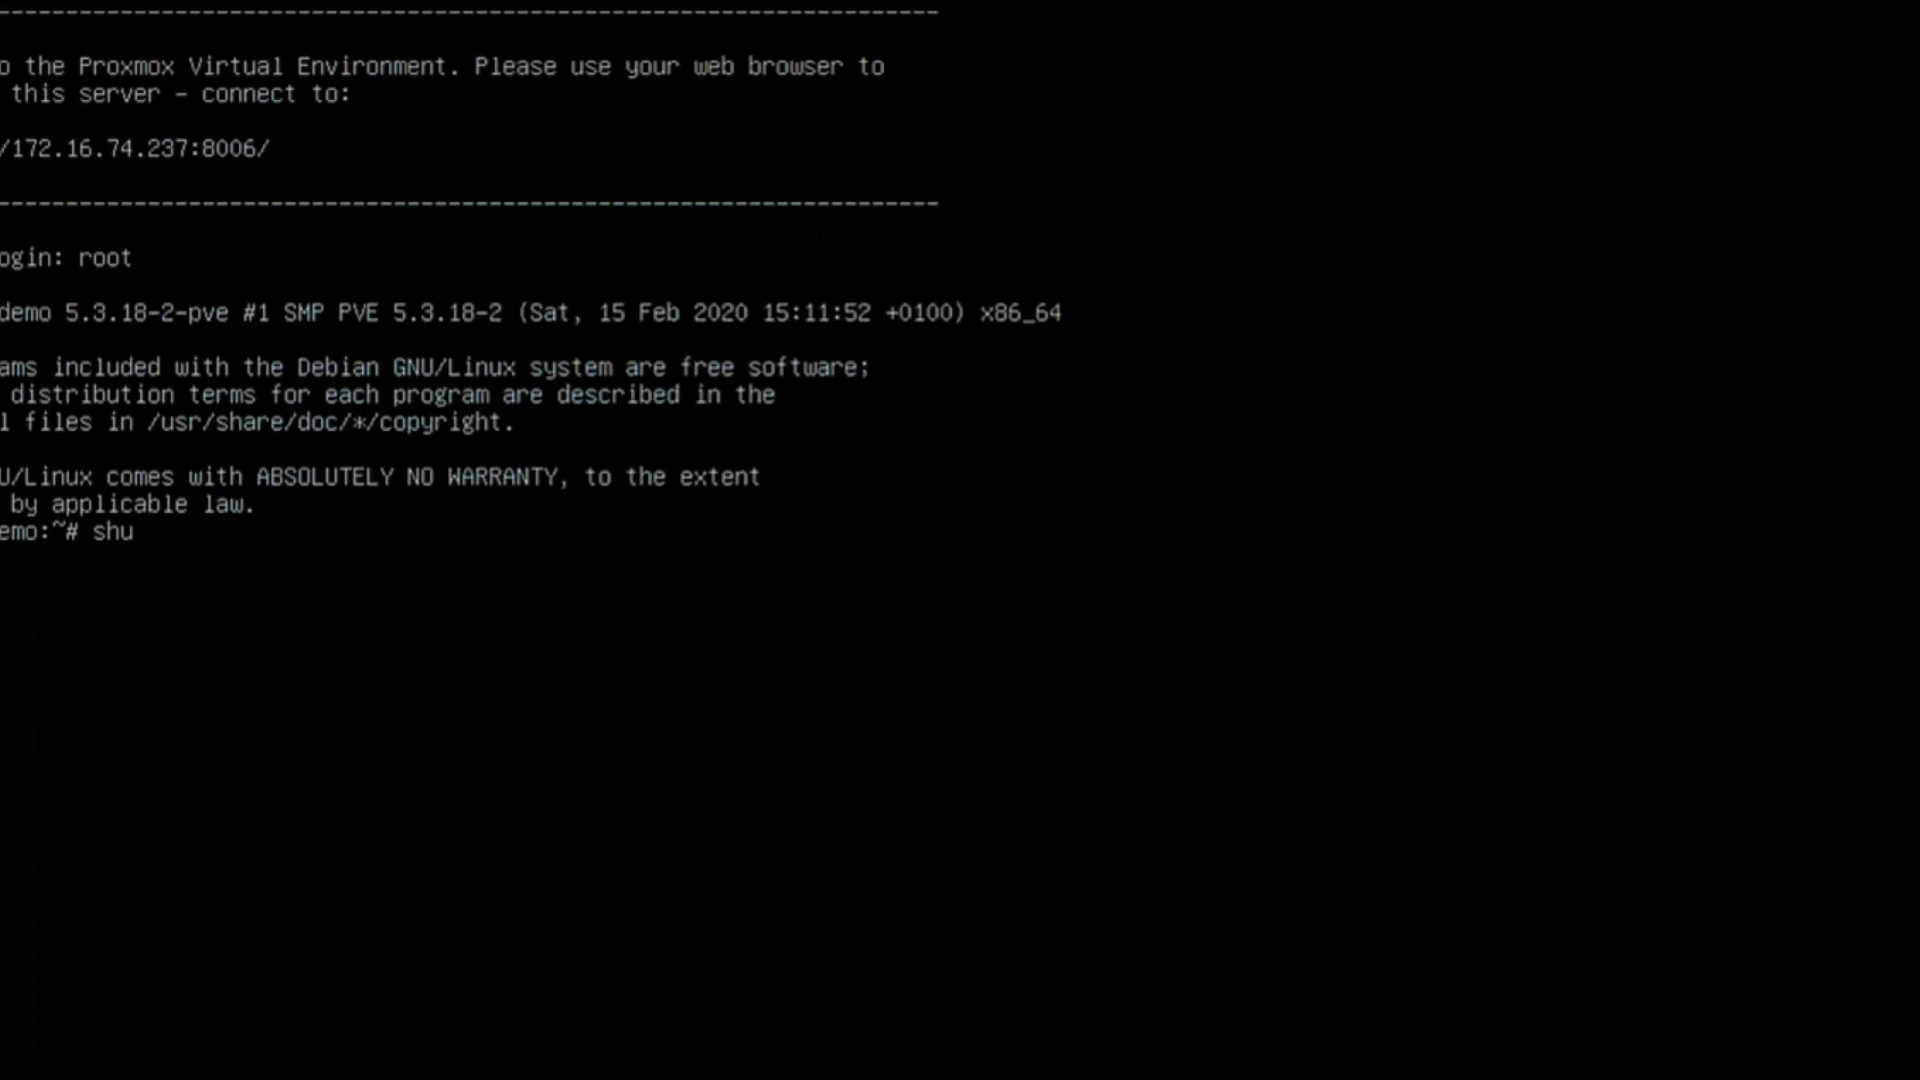 --------------------------------------------------------------------
o the Proxmox Virtual Environment. Please use your web browser to
this server - connect to:
/172.16.74.237:8006/
--------------------------------------------------------------------
ogin: root
demo 5.3.18-2-pve #1 SMP PVE 5.3.18-2 (Sat, 15 Feb 2020 15:11:52 +0100) x86_64
ams included with the Debian GNU/Linux system are free software;
distribution terms for each program are described in the
l files in /usr/share/doc/*/copyright.
U/Linux comes with ABSOLUTELY NO WARRANTY, to the extent
by applicable law.
emo:~# shu